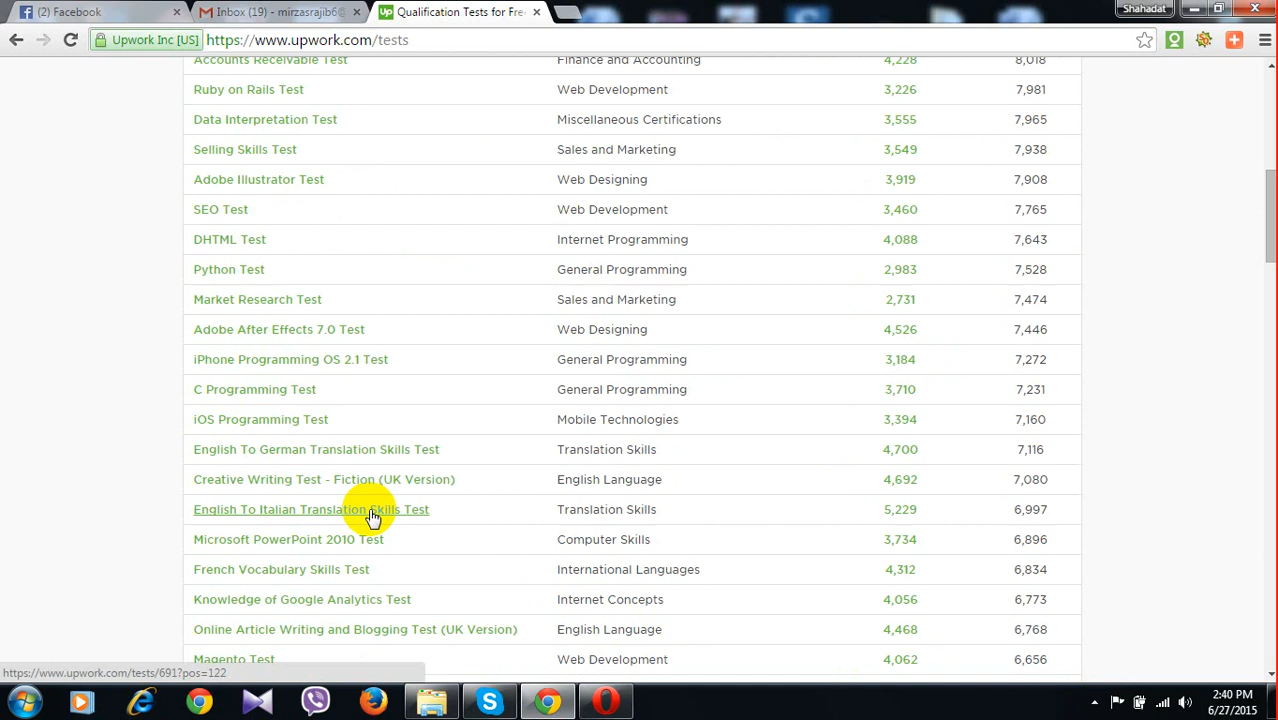 (2) Facebook
Inbox (19) - mirzasrajib6@
Qualification Tests for Fre
Shahadat
Upwork Inc [US]
https://www.upwork.com/tests
Accounts Receivable Test Finance and Accounting 4,228 8,018
Ruby on Rails Test Web Development 3,226 7,981
Data Interpretation Test Miscellaneous Certifications 3,555 7,965
Selling Skills Test Sales and Marketing 3,549 7,938
Adobe Illustrator Test Web Designing 3,919 7,908
SEO Test Web Development 3,460 7,765
DHTML Test Internet Programming 4,088 7,643
Python Test General Programming 2,983 7,528
Market Research Test Sales and Marketing 2,731 7,474
Adobe After Effects 7.0 Test Web Designing 4,526 7,446
iPhone Programming OS 2.1 Test General Programming 3,184 7,272
C Programming Test General Programming 3,710 7,231
iOS Programming Test Mobile Technologies 3,394 7,160
English To German Translation Skills Test Translation Skills 4,700 7,116
Creative Writing Test - Fiction (UK Version) English Language 4,692 7,080
English To Italian Translation Skills Test Translation Skills 5,229 6,997
Microsoft PowerPoint 2010 Test Computer Skills 3,734 6,896
French Vocabulary Skills Test International Languages 4,312 6,834
Knowledge of Google Analytics Test Internet Concepts 4,056 6,773
Online Article Writing and Blogging Test (UK Version) English Language 4,468 6,768
Magento Test Web Development 4,062 6,656
https://www.upwork.com/tests/691?pos=122
2:40 PM
6/27/2015